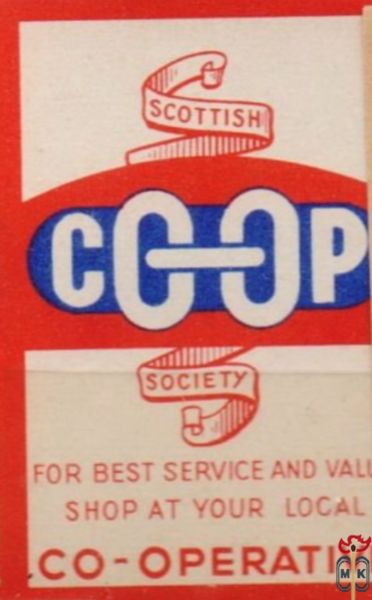 SCOTTISH
CO-OP
SOCIETY
FOR BEST SERVICE AND VALU
SHOP AT YOUR LOCAL
CO-OPERATI
MK